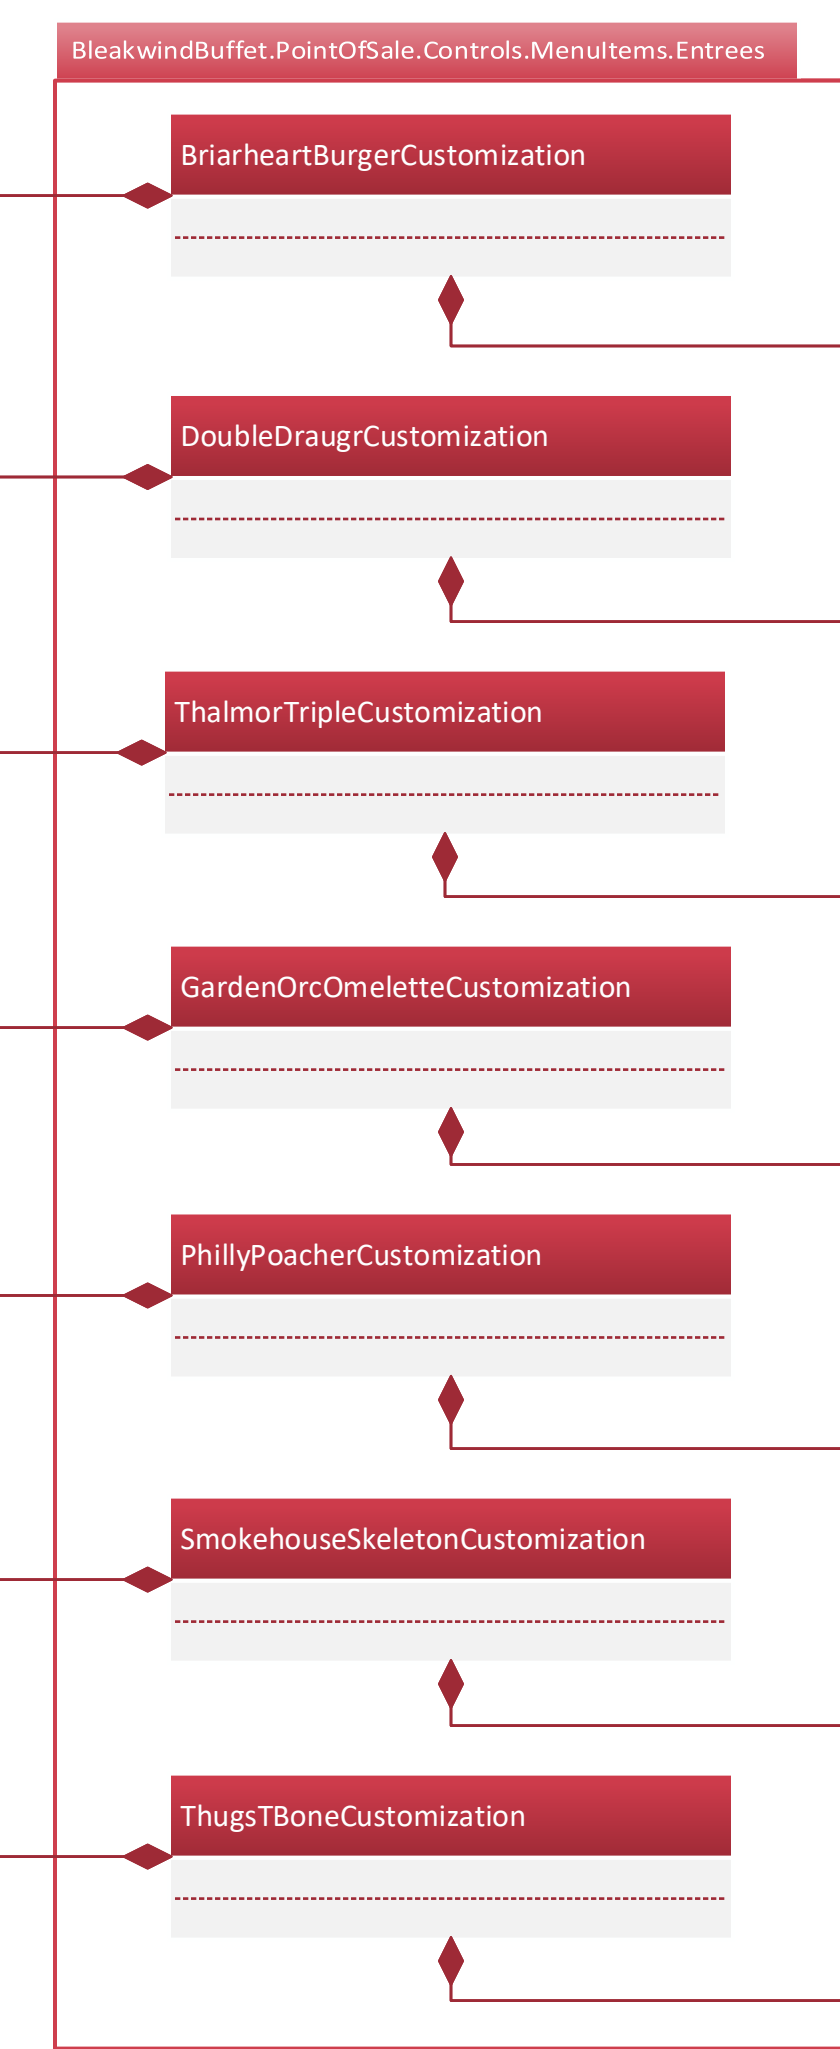 BleakwindBuffet.PointOfSale.Controls.MenuItems.Entrees
BriarheartBurgerCustomization
DoubleDraugrCustomization
ThalmorTripleCustomization
GardenOrcOmeletteCustomization
PhillyPoacherCustomization
SmokehouseSkeletonCustomization
ThugsTBoneCustomization